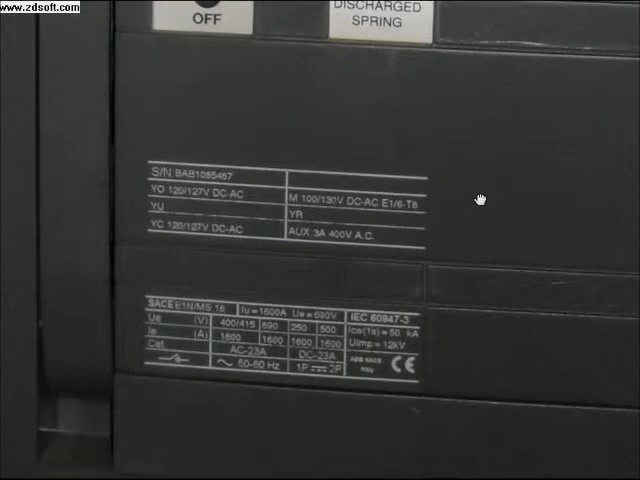 www.zdsoft.com
OFF
DISCHARGED
SPRING
S/N BAB1085467
YO 120/127V DC-AC
M 100/130V DC-AC E1/6-T8
YU
YR
YC 120/127V DC-AC
AUX. 3A 400V A.C.
SACE E1N/MS 16 Iu=1600A Ue=690V IEC 60947-3
Ue (V) 400/415 690 250 500 Icw(1s)=50 kA
Ie (A) 1600 1600 1600 1600 Uimp=12kV
Cat. AC-23A DC-23A ABB SACE
~ 50-60 Hz 1P 2P Italy CE